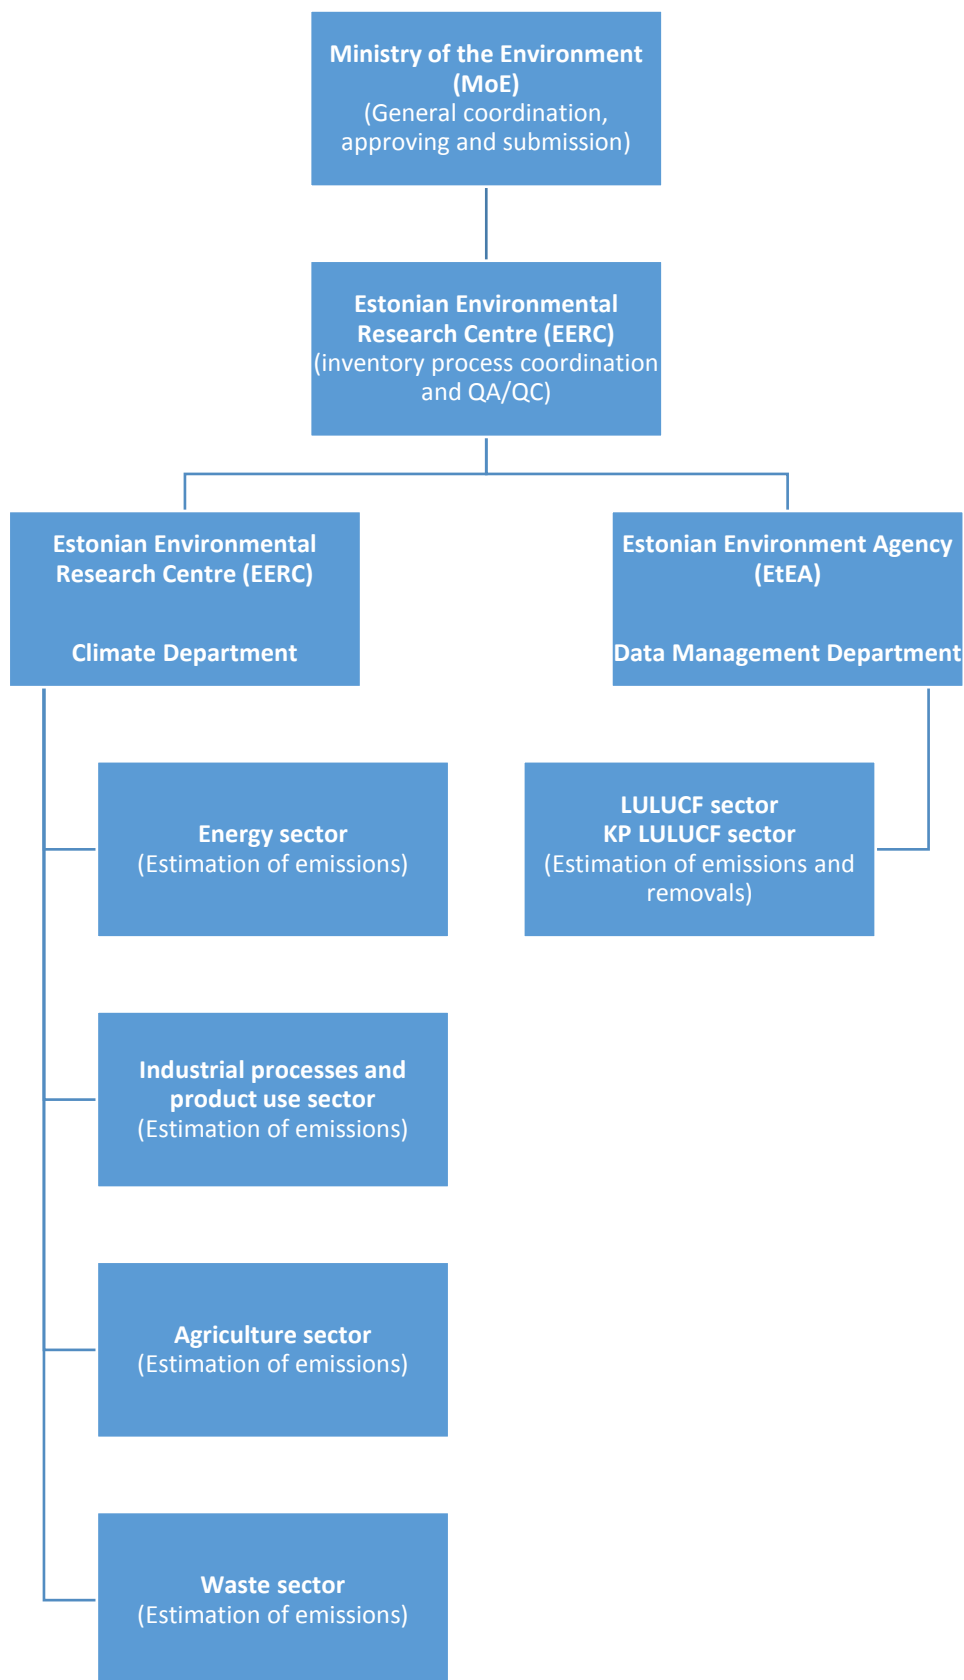 Ministry of the Environment
(MoE)
(General coordination,
approving and submission)
Estonian Environmental
Research Centre (EERC)
(inventory process coordination
and QA/QC)
Estonian Environmental
Research Centre (EERC)
Climate Department
Estonian Environment Agency
(EtEA)
Data Management Department
Energy sector
(Estimation of emissions)
LULUCF sector
KP LULUCF sector
(Estimation of emissions and
removals)
Industrial processes and
product use sector
(Estimation of emissions)
Agriculture sector
(Estimation of emissions)
Waste sector
(Estimation of emissions)